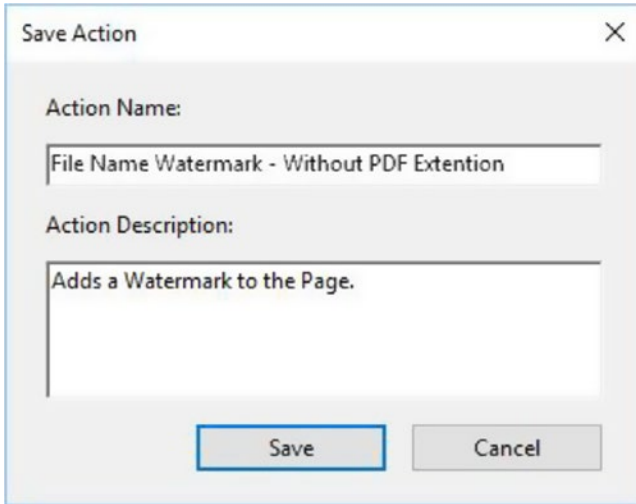 Save Action
Action Name:
File Name Watermark - Without PDF Extention
Action Description:
Adds a Watermark to the Page.
Save
Cancel